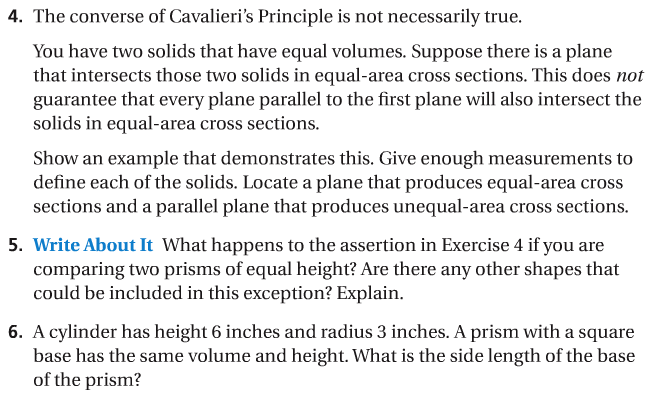 4. The converse of Cavalieri's Principle is not necessarily true.
You have two solids that have equal volumes. Suppose there is a plane
that intersects those two solids in equal-area cross sections. This does not
guarantee that every plane parallel to the first plane will also intersect the
solids in equal-area cross sections.
Show an example that demonstrates this. Give enough measurements to
define each of the solids. Locate a plane that produces equal-area cross
sections and a parallel plane that produces unequal-area cross sections.
5. Write About It What happens to the assertion in Exercise 4 if you are
comparing two prisms of equal height? Are there any other shapes that
could be included in this exception? Explain.
6. A cylinder has height 6 inches and radius 3 inches. A prism with a square
base has the same volume and height. What is the side length of the base
of the prism?